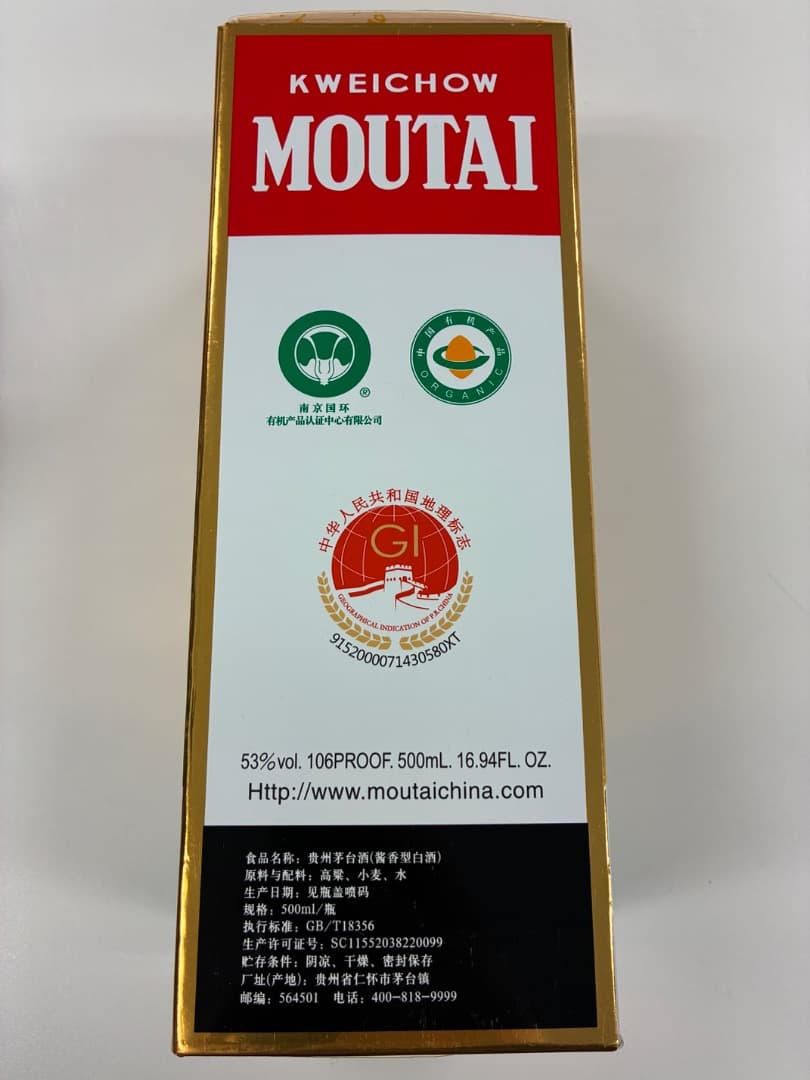 KWEICHOW
MOUTAI
南京国环
有机产品认证中心有限公司
®
中国有机产品
ORGANIC
中华人民共和国地理标志
GI
GEOGRAPHICAL INDICATION OF P.R.CHINA
9152000071430580XT
53%vol. 106PROOF. 500mL. 16.94FL. OZ.
Http://www.moutaichina.com
食品名称：贵州茅台酒(酱香型白酒)
原料与配料：高粱、小麦、水
生产日期：见瓶盖喷码
规格：500ml/瓶
执行标准：GB/T18356
生产许可证号：SC11552038220099
贮存条件：阴凉、干燥、密封保存
厂址(产地)：贵州省仁怀市茅台镇
邮编：564501 电话：400-818-9999